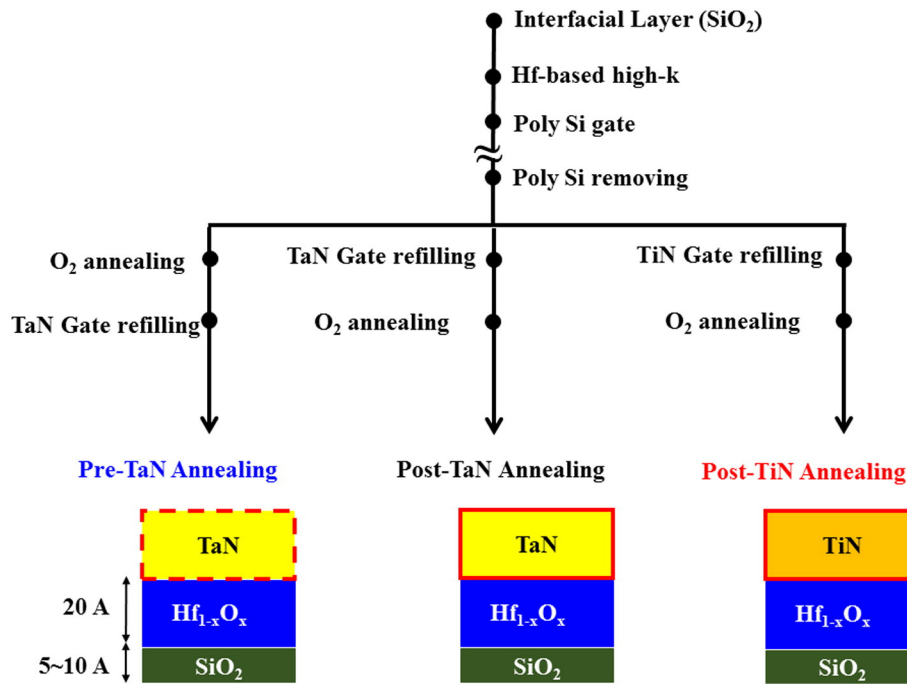 Interfacial Layer (SiO₂)
Hf-based high-k
Poly Si gate
Poly Si removing
O₂ annealing
TaN Gate refilling
TaN Gate refilling
O₂ annealing
TiN Gate refilling
O₂ annealing
Pre-TaN Annealing
Post-TaN Annealing
Post-TiN Annealing
TaN
TaN
TiN
20 A
Hf₁₋ₓOₓ
Hf₁₋ₓOₓ
Hf₁₋ₓOₓ
5~10 A
SiO₂
SiO₂
SiO₂